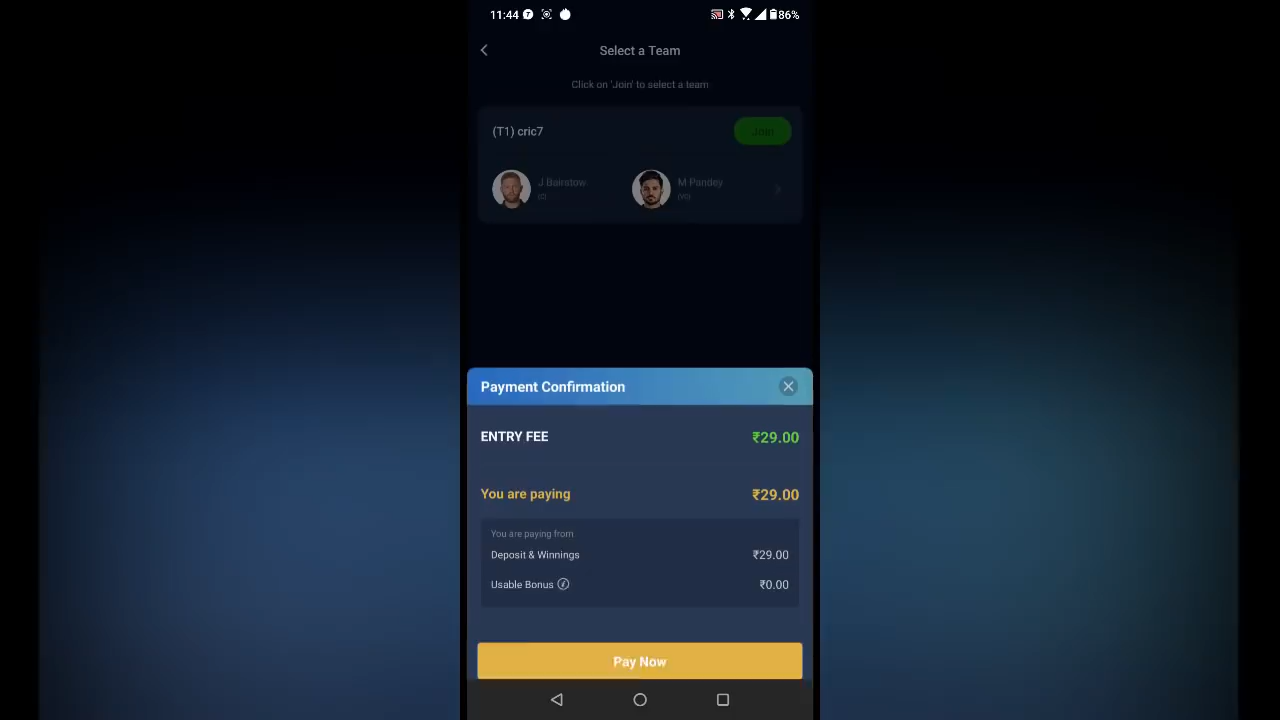 11:44
86%
Select a Team
Click on 'Join' to select a team
(T1) cric7
Join
J Bairstow
(C)
M Pandey
(VC)
Payment Confirmation
ENTRY FEE ₹29.00
You are paying ₹29.00
You are paying from
Deposit & Winnings ₹29.00
Usable Bonus ₹0.00
Pay Now